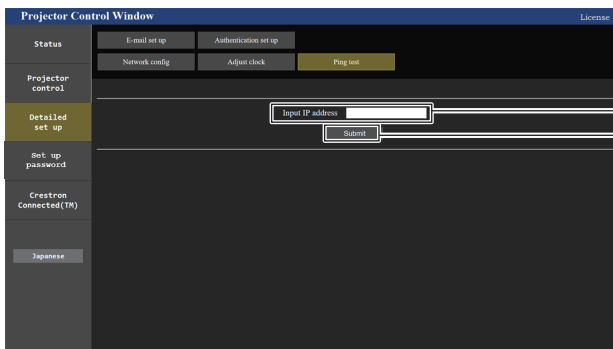 Projector Control Window
License
Status
E-mail set up
Authentication set up
Network config
Adjust clock
Ping test
Projector
control
Detailed
set up
Input IP address
Submit
Set up
password
Crestron
Connected(TM)
Japanese